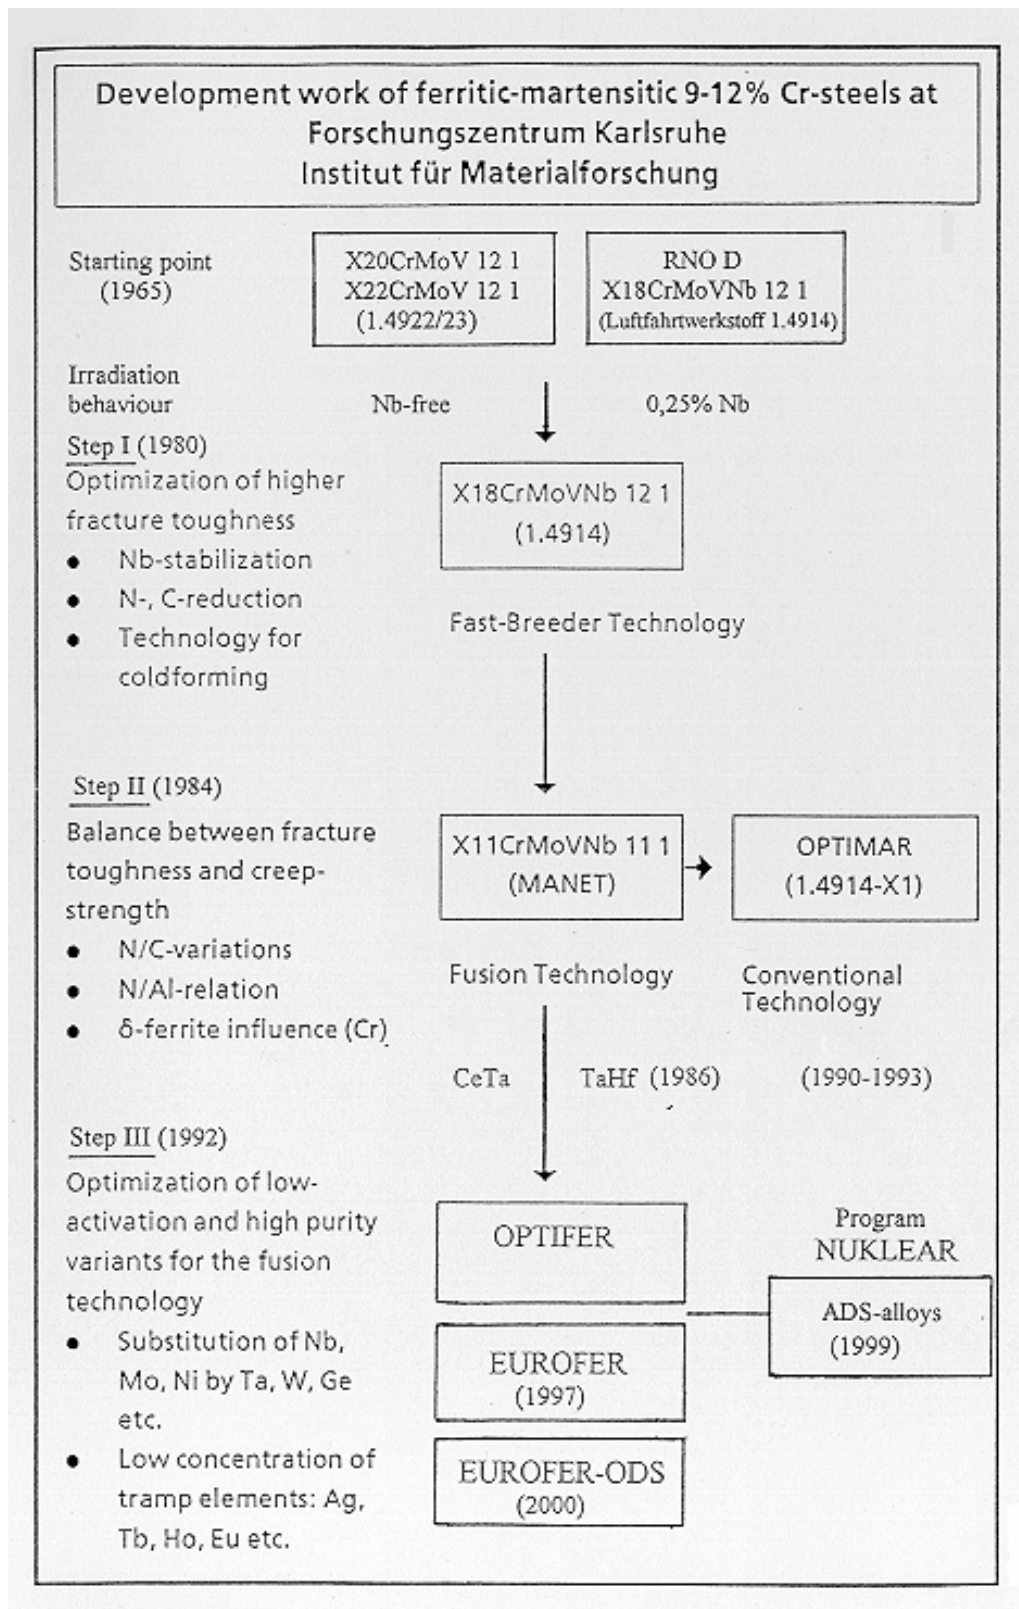 Development work of ferritic-martensitic 9-12% Cr-steels at
Forschungszentrum Karlsruhe
Institut für Materialforschung
Starting point
(1965)
X20CrMoV 12 1
X22CrMoV 12 1
(1.4922/23)
RNO D
X18CrMoVNb 12 1
(Luftfahrtwerkstoff 1.4914)
Irradiation
behaviour
Nb-free
0,25% Nb
Step I (1980)
Optimization of higher
fracture toughness
● Nb-stabilization
● N-, C-reduction
● Technology for
coldforming
X18CrMoVNb 12 1
(1.4914)
Fast-Breeder Technology
Step II (1984)
Balance between fracture
toughness and creep-
strength
● N/C-variations
● N/Al-relation
● δ-ferrite influence (Cr)
X11CrMoVNb 11 1
(MANET)
OPTIMAR
(1.4914-X1)
Fusion Technology
Conventional
Technology
CeTa
TaHf (1986)
(1990-1993)
Step III (1992)
Optimization of low-
activation and high purity
variants for the fusion
technology
● Substitution of Nb,
Mo, Ni by Ta, W, Ge
etc.
● Low concentration of
tramp elements: Ag,
Tb, Ho, Eu etc.
OPTIFER
Program
NUKLEAR
ADS-alloys
(1999)
EUROFER
(1997)
EUROFER-ODS
(2000)